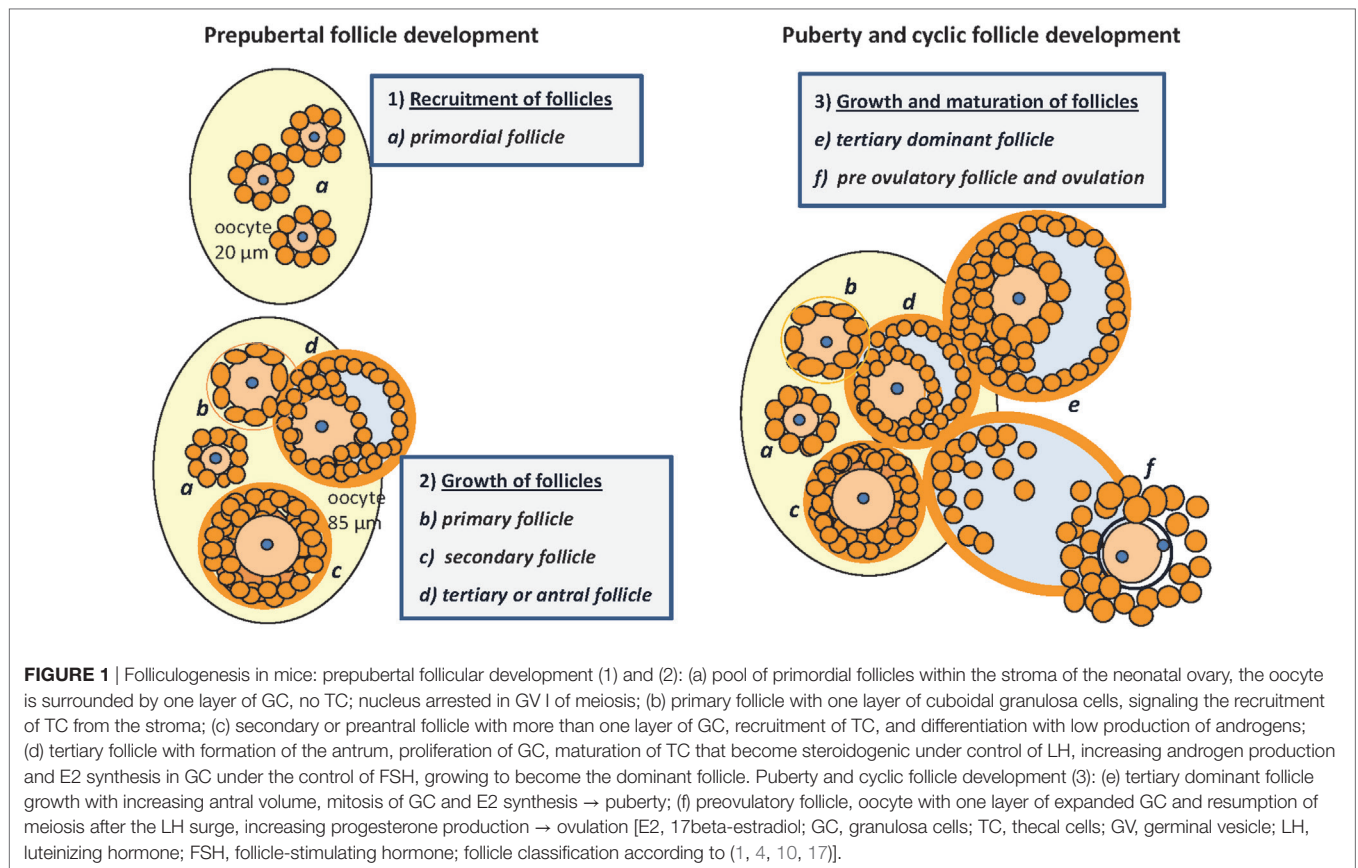 Prepubertal follicle development
Puberty and cyclic follicle development
1) Recruitment of follicles
a) primordial follicle
a
oocyte
20 µm
b
d
a
oocyte
85 µm
c
2) Growth of follicles
b) primary follicle
c) secondary follicle
d) tertiary or antral follicle
3) Growth and maturation of follicles
e) tertiary dominant follicle
f) pre ovulatory follicle and ovulation
b
d
a
c
e
f
FIGURE 1 | Folliculogenesis in mice: prepubertal follicular development (1) and (2): (a) pool of primordial follicles within the stroma of the neonatal ovary, the oocyte
is surrounded by one layer of GC, no TC; nucleus arrested in GV I of meiosis; (b) primary follicle with one layer of cuboidal granulosa cells, signaling the recruitment
of TC from the stroma; (c) secondary or preantral follicle with more than one layer of GC, recruitment of TC, and differentiation with low production of androgens;
(d) tertiary follicle with formation of the antrum, proliferation of GC, maturation of TC that become steroidogenic under control of LH, increasing androgen production
and E2 synthesis in GC under the control of FSH, growing to become the dominant follicle. Puberty and cyclic follicle development (3): (e) tertiary dominant follicle
growth with increasing antral volume, mitosis of GC and E2 synthesis → puberty; (f) preovulatory follicle, oocyte with one layer of expanded GC and resumption of
meiosis after the LH surge, increasing progesterone production → ovulation [E2, 17beta-estradiol; GC, granulosa cells; TC, thecal cells; GV, germinal vesicle; LH,
luteinizing hormone; FSH, follicle-stimulating hormone; follicle classification according to (1, 4, 10, 17)].